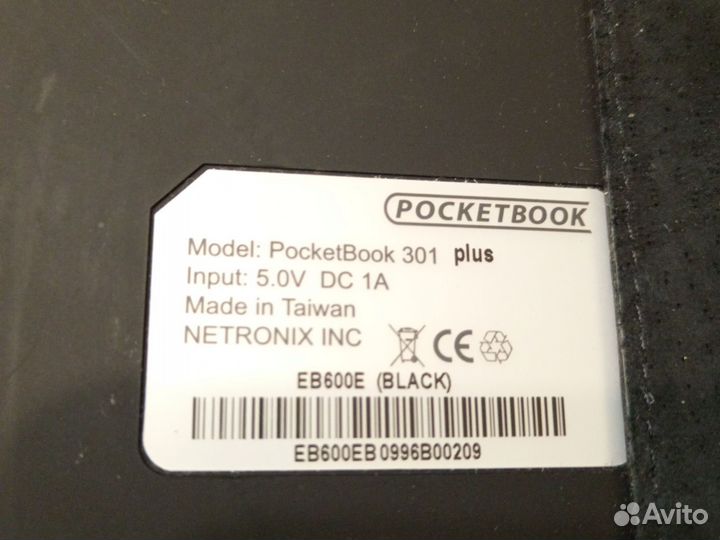 POCKETBOOK
Model: PocketBook 301 plus
Input: 5.0V DC 1A
Made in Taiwan
NETRONIX INC
CE
EB600E (BLACK)
EB600EB0996B00209
Avito